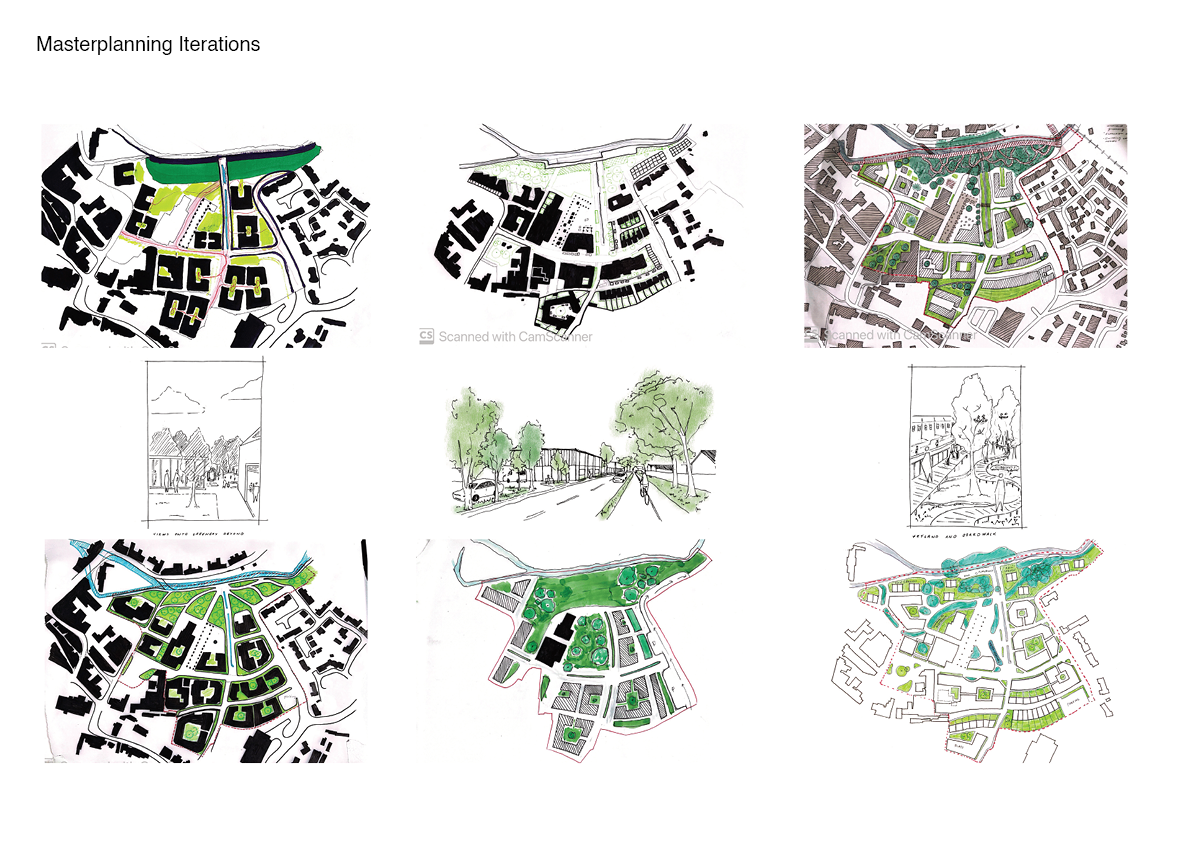 Masterplanning Iterations
CS Scanned with CamScanner
Scanned with CamScanner
VIEWS ONTO GREENERY BEYOND
WETLAND AND BOARDWALK